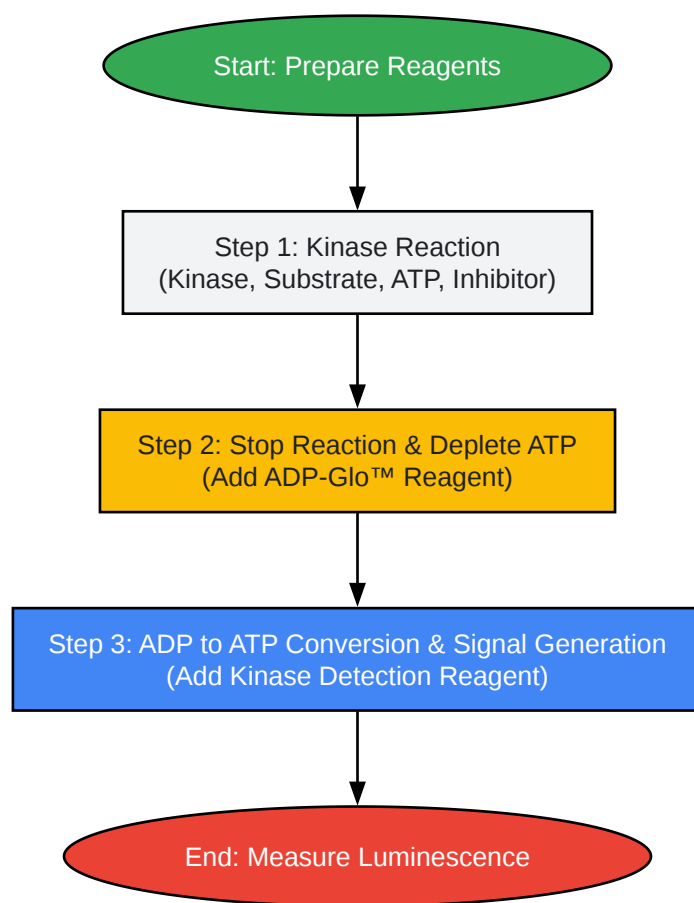 Start: Prepare Reagents
Step 1: Kinase Reaction
(Kinase, Substrate, ATP, Inhibitor)
Step 2: Stop Reaction & Deplete ATP
(Add ADP-Glo™ Reagent)
Step 3: ADP to ATP Conversion & Signal Generation
(Add Kinase Detection Reagent)
End: Measure Luminescence